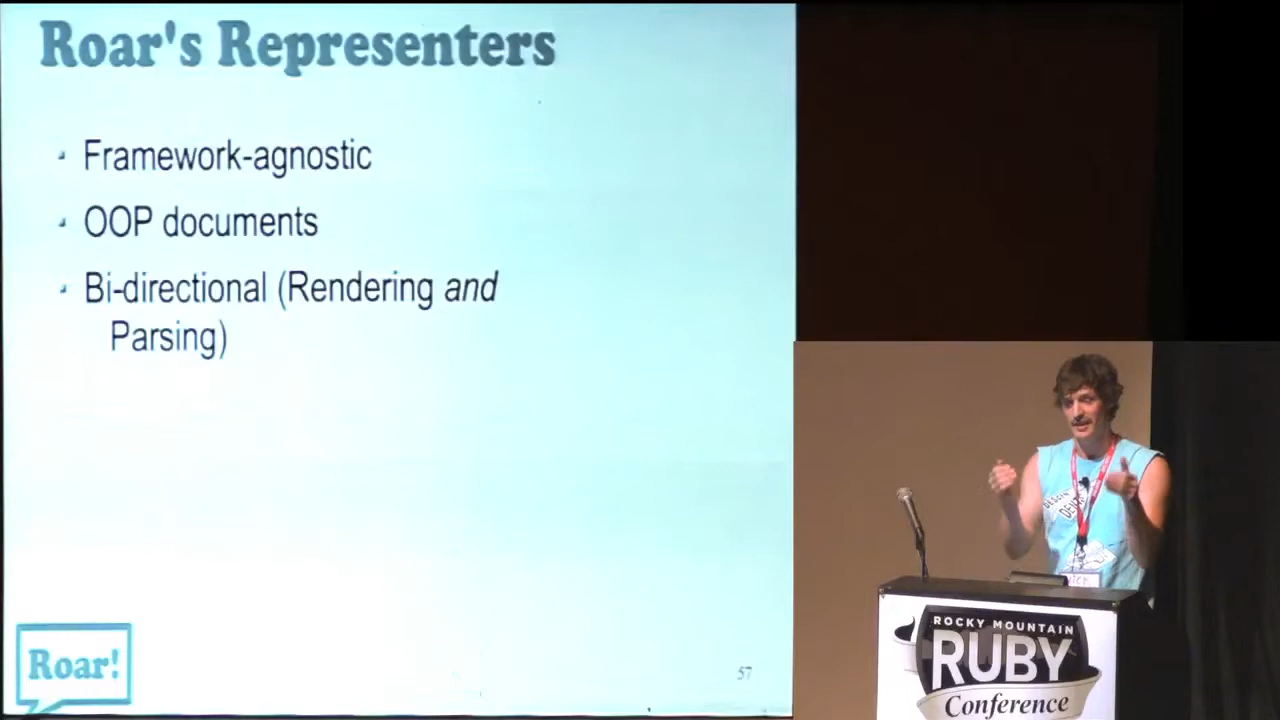 Roar's Representers
Framework-agnostic
OOP documents
Bi-directional (Rendering and
Parsing)
Roar!
57
ROCKY MOUNTAIN
RUBY
Conference